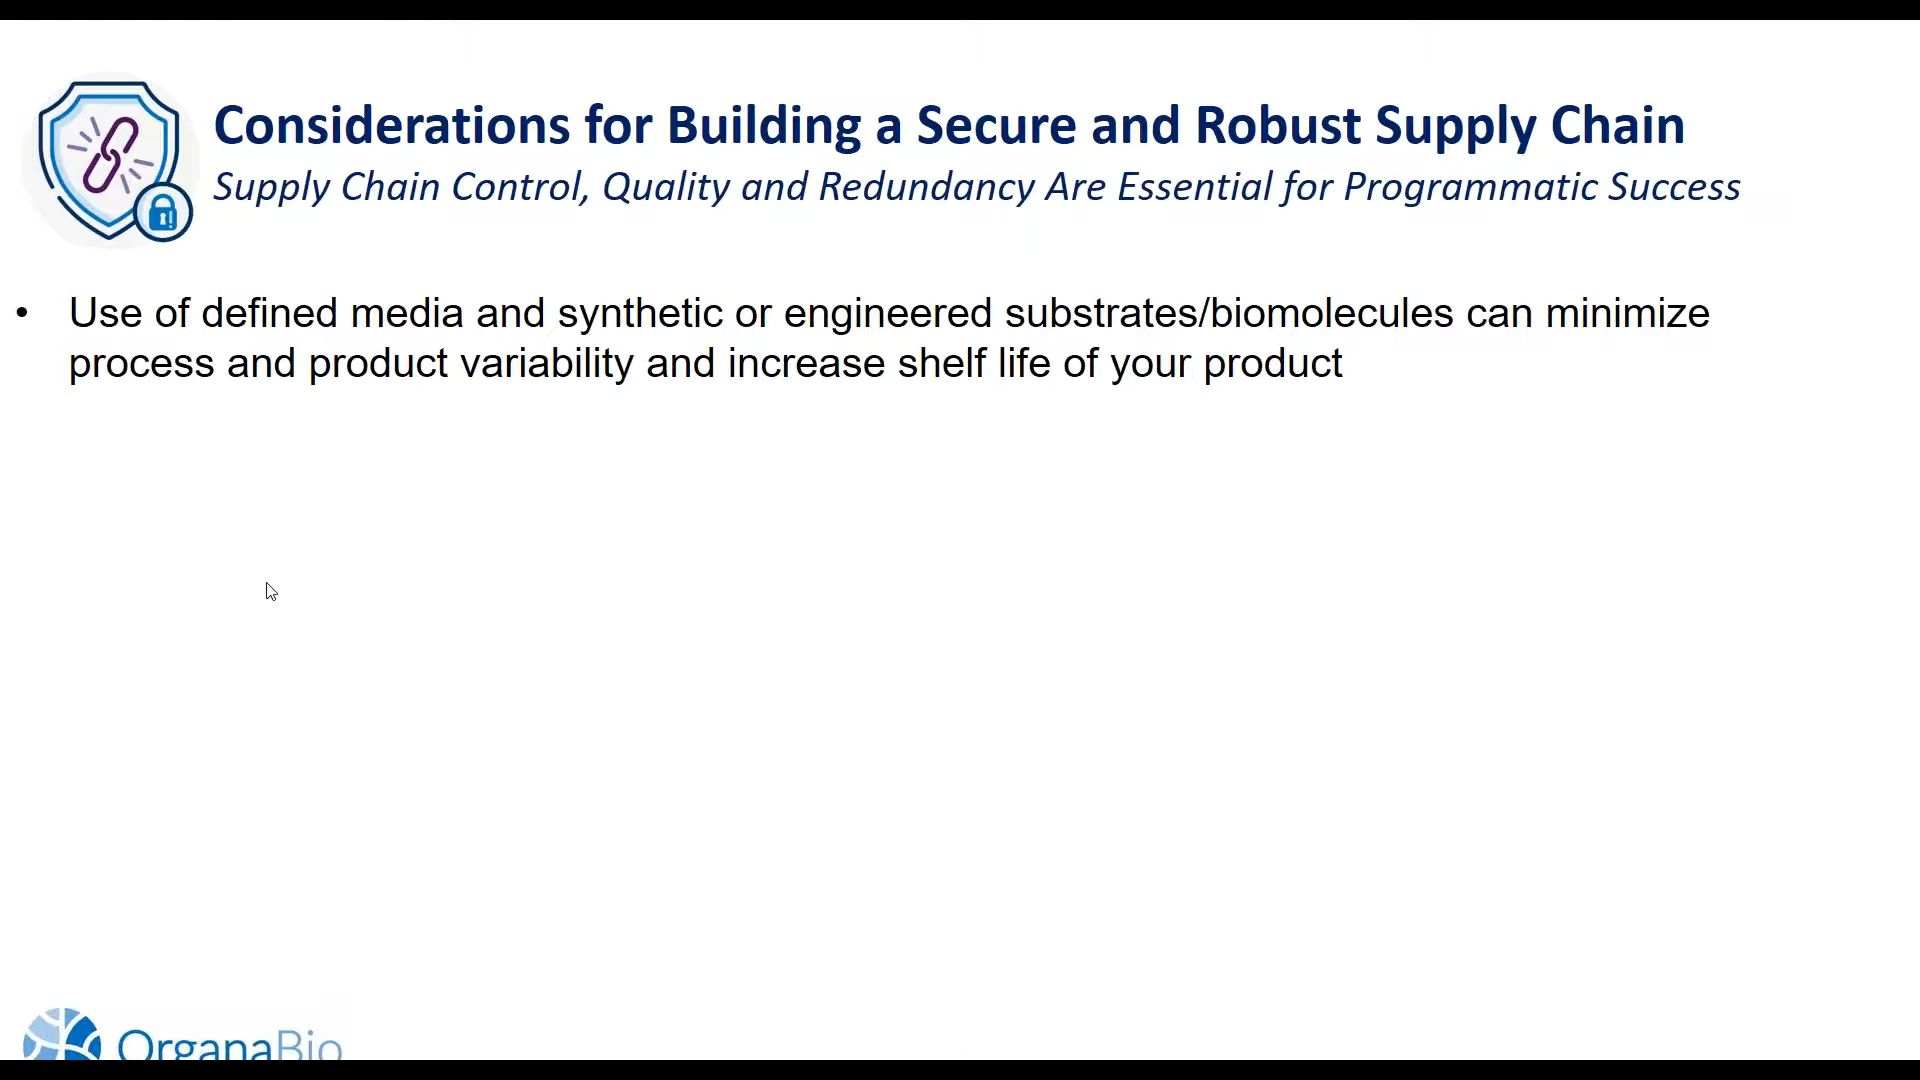 Considerations for Building a Secure and Robust Supply Chain
Supply Chain Control, Quality and Redundancy Are Essential for Programmatic Success
• Use of defined media and synthetic or engineered substrates/biomolecules can minimize
process and product variability and increase shelf life of your product
OrganaBio